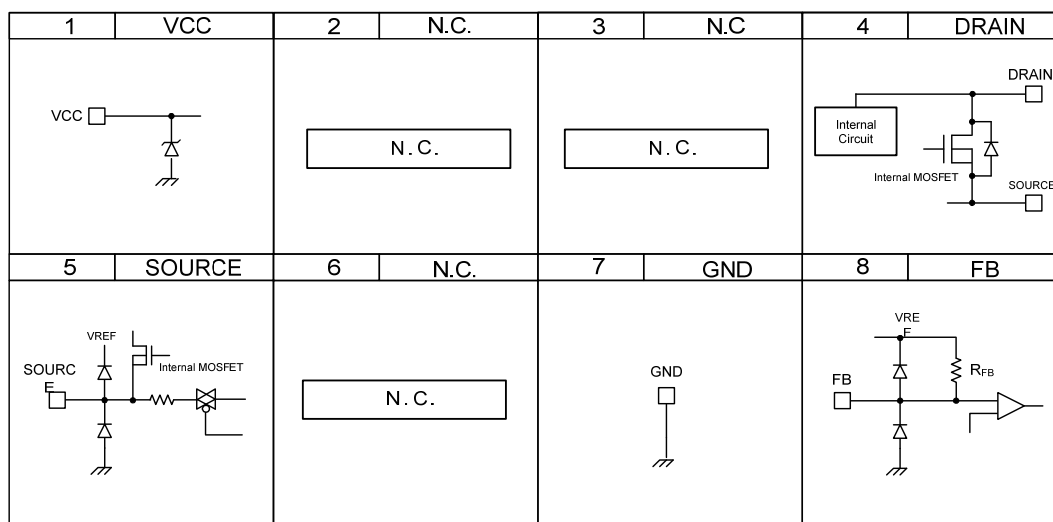 1 VCC 2 N.C. 3 N.C 4 DRAIN
VCC
N.C.
N.C.
DRAIN
Internal
Circuit
Internal MOSFET
SOURCE
5 SOURCE 6 N.C. 7 GND 8 FB
VREF
Internal MOSFET
SOURC
E
N.C.
GND
VRE
F
RFB
FB